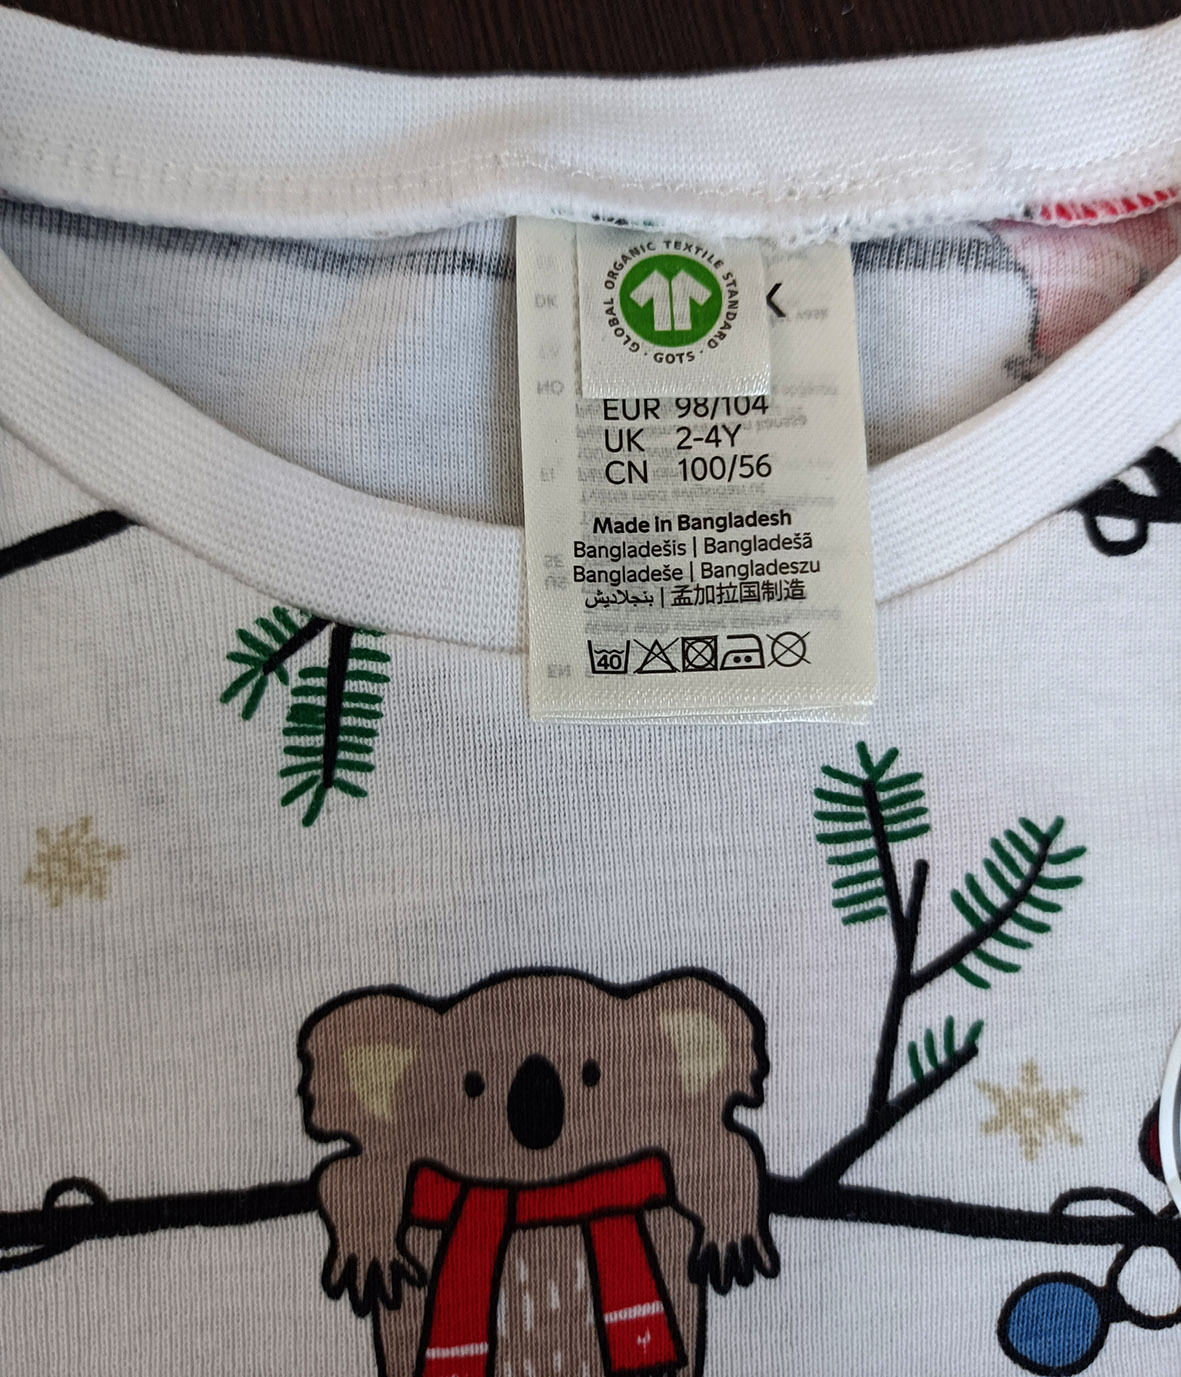 GLOBAL ORGANIC TEXTILE STANDARD · GOTS ·
K
EUR 98/104
UK 2-4Y
CN 100/56
Made in Bangladesh
Bangladešis | Bangladešā
Bangladeše | Bangladeszu
بنجلاديش | 孟加拉国制造
40